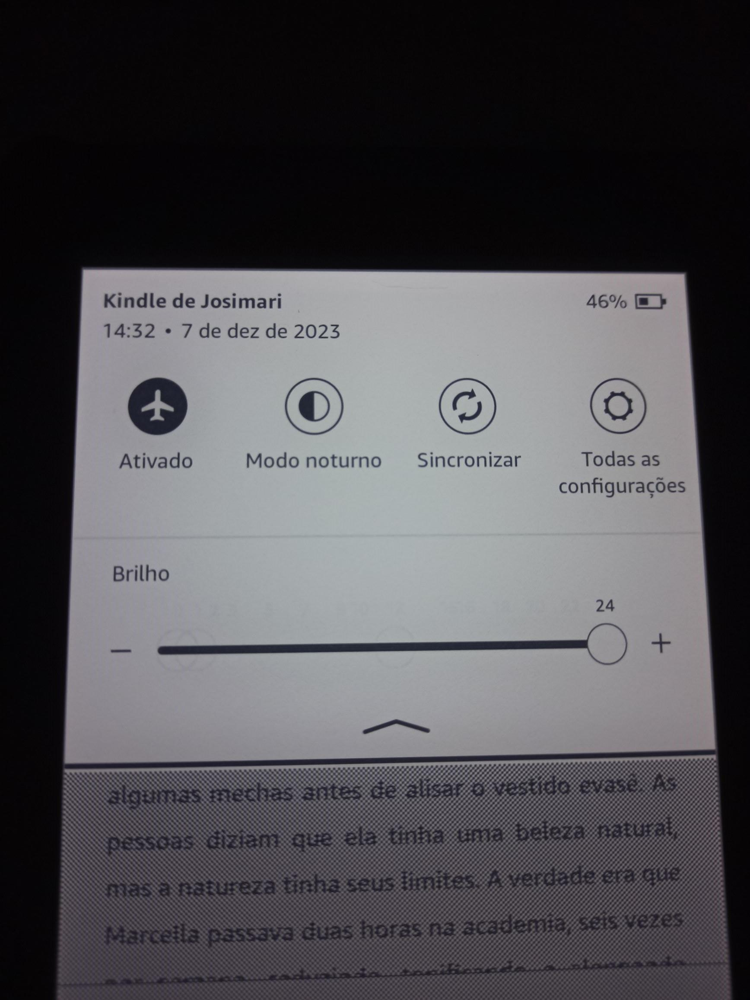 Kindle de Josimari
46%
14:32 • 7 de dez de 2023
Ativado
Modo noturno
Sincronizar
Todas as
configurações
Brilho
24
algumas mechas antes de alisar o vestido evasê. As
pessoas diziam que ela tinha uma beleza natural,
mas a natureza tinha seus limites. A verdade era que
Marcella passava duas horas na academia, seis vezes